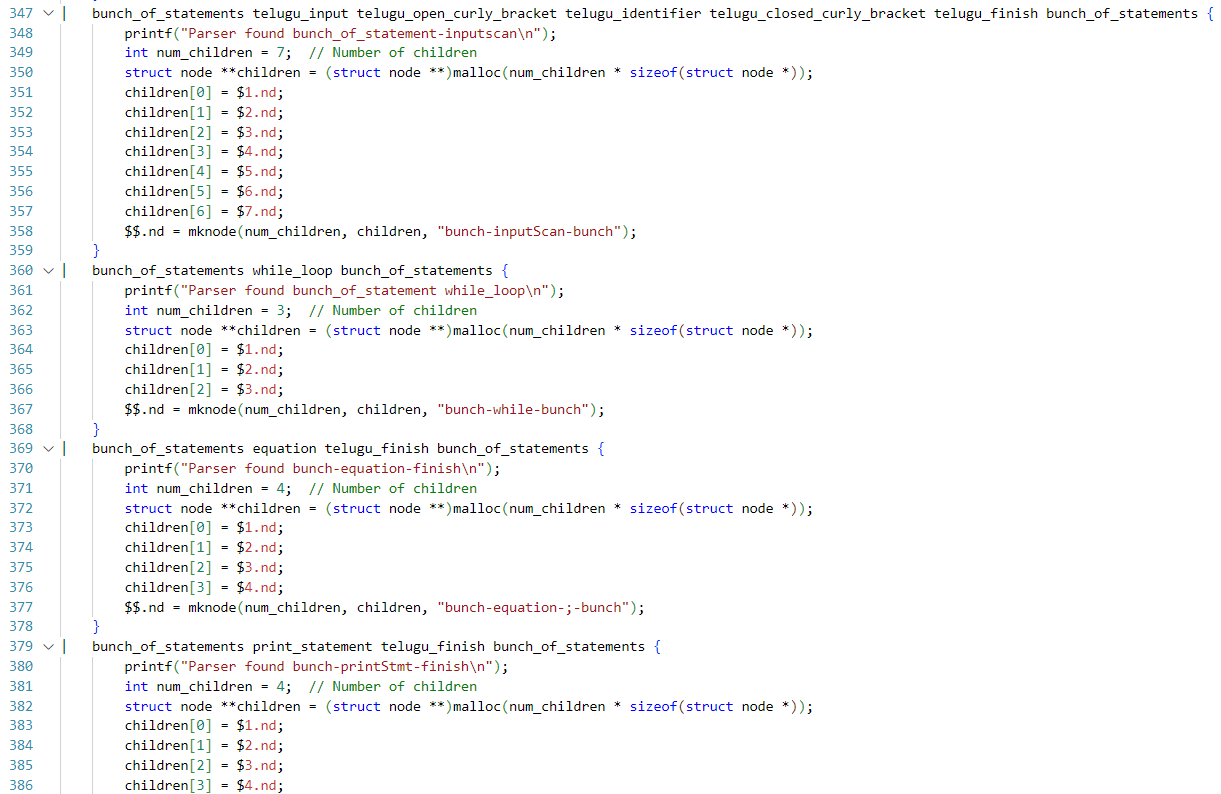 347 | bunch_of_statements telugu_input telugu_open_curly_bracket telugu_identifier telugu_closed_curly_bracket telugu_finish bunch_of_statements {
348 printf("Parser found bunch_of_statement-inputscan\n");
349 int num_children = 7;  // Number of children
350 struct node **children = (struct node **)malloc(num_children * sizeof(struct node *));
351 children[0] = $1.nd;
352 children[1] = $2.nd;
353 children[2] = $3.nd;
354 children[3] = $4.nd;
355 children[4] = $5.nd;
356 children[5] = $6.nd;
357 children[6] = $7.nd;
358 $$.nd = mknode(num_children, children, "bunch-inputScan-bunch");
359 }
360 | bunch_of_statements while_loop bunch_of_statements {
361 printf("Parser found bunch_of_statement while_loop\n");
362 int num_children = 3;  // Number of children
363 struct node **children = (struct node **)malloc(num_children * sizeof(struct node *));
364 children[0] = $1.nd;
365 children[1] = $2.nd;
366 children[2] = $3.nd;
367 $$.nd = mknode(num_children, children, "bunch-while-bunch");
368 }
369 | bunch_of_statements equation telugu_finish bunch_of_statements {
370 printf("Parser found bunch-equation-finish\n");
371 int num_children = 4;  // Number of children
372 struct node **children = (struct node **)malloc(num_children * sizeof(struct node *));
373 children[0] = $1.nd;
374 children[1] = $2.nd;
375 children[2] = $3.nd;
376 children[3] = $4.nd;
377 $$.nd = mknode(num_children, children, "bunch-equation-;-bunch");
378 }
379 | bunch_of_statements print_statement telugu_finish bunch_of_statements {
380 printf("Parser found bunch-printStmt-finish\n");
381 int num_children = 4;  // Number of children
382 struct node **children = (struct node **)malloc(num_children * sizeof(struct node *));
383 children[0] = $1.nd;
384 children[1] = $2.nd;
385 children[2] = $3.nd;
386 children[3] = $4.nd;